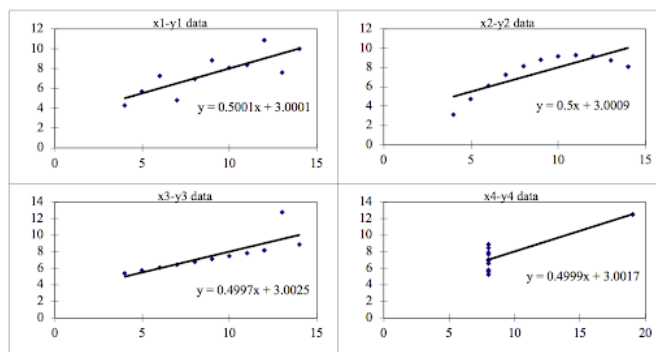 x1-y1 data
12
10
8
6
4
2
0
0 5 10 15
y = 0.5001x + 3.0001
x2-y2 data
12
10
8
6
4
2
0
0 5 10 15
y = 0.5x + 3.0009
x3-y3 data
14
12
10
8
6
4
2
0
0 5 10 15
y = 0.4997x + 3.0025
x4-y4 data
14
12
10
8
6
4
2
0
0 5 10 15 20
y = 0.4999x + 3.0017